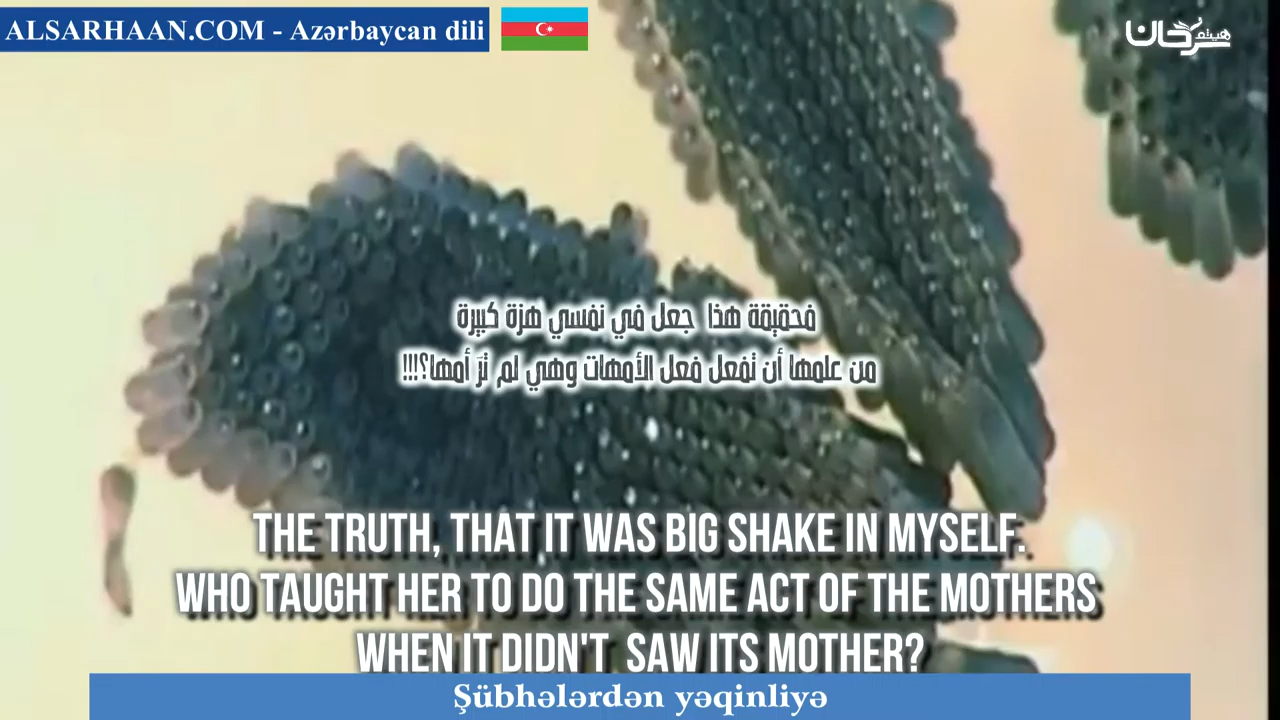 ALSARHAAN.COM - Azərbaycan dili
هيثم سرحان
فحقيقة هذا جعل في نفسي هزة كبيرة
من علمها أن تفعل فعل الأمهات وهي لم تَرَ أمها؟!!!
THE TRUTH, THAT IT WAS BIG SHAKE IN MYSELF.
WHO TAUGHT HER TO DO THE SAME ACT OF THE MOTHERS
WHEN IT DIDN'T SAW ITS MOTHER?
Şübhələrdən yəqinliyə